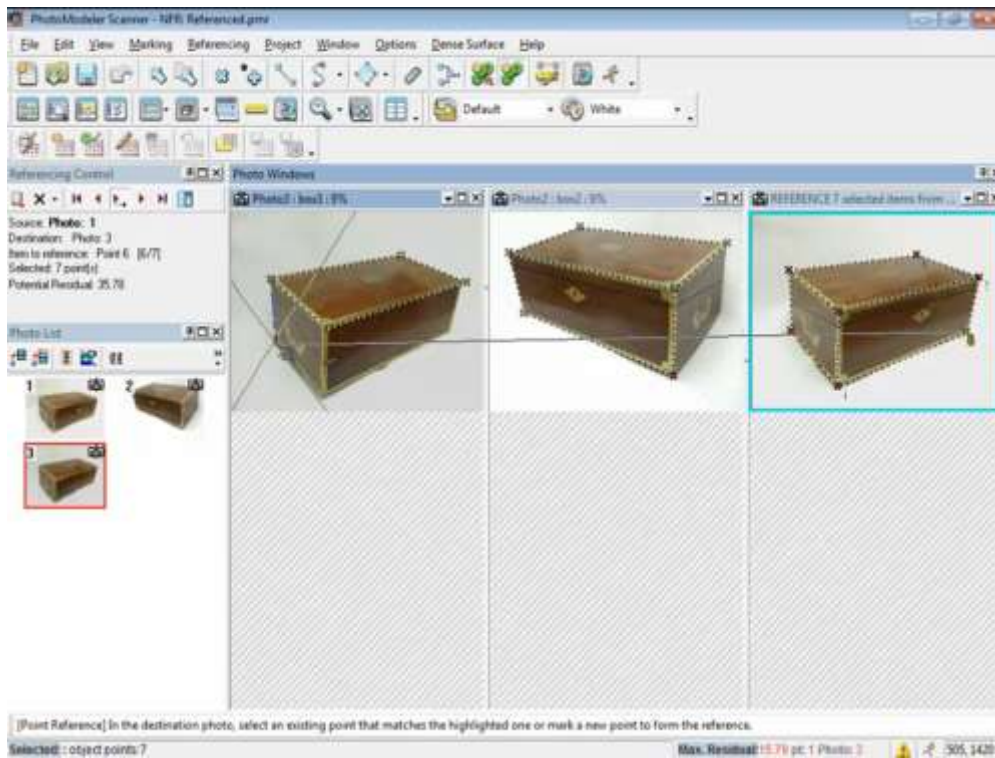 PhotoModeler Scanner - NFR: Referenced.pmr
File Edit View Marking Referencing Project Window Options Dense Surface Help
Default White
Referencing Control
Photo Windows
Photo3 : box3 : 9%
Photo2 : box2 : 9%
REFERENCE 7 selected items from ...
Source: Photo: 1
Destination: Photo: 3
Item to reference: Point 6 [6/7]
Selected: 7 point(s)
Potential Residual: 35.78
Photo List
1 2
3
[Point Reference] In the destination photo, select an existing point that matches the highlighted one or mark a new point to form the reference.
Selected: : object points:7
Max. Residual: 15.79 pt: 1 Photo: 3
505, 1420